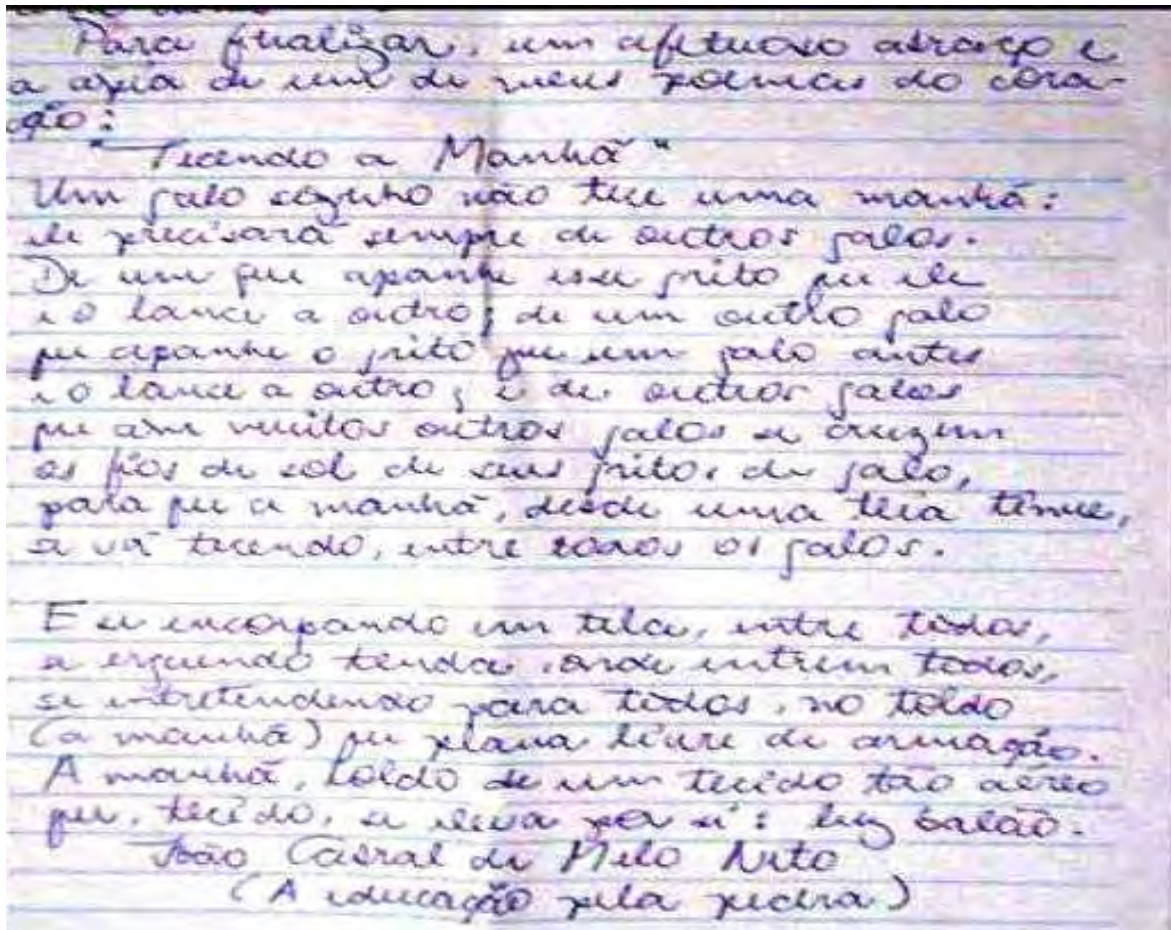 Para finalizar, um afetuoso abraço e
a cópia de um de meus poemas do cora-
ção:
"Tecendo a Manhã"
Um galo sozinho não tece uma manhã:
ele precisará sempre de outros galos.
De um que apanhe esse grito que ele
e o lance a outro; de um outro galo
que apanhe o grito que um galo antes
e o lance a outro; e de outros galos
que com muitos outros galos se cruzem
os fios de sol de seus gritos de galo,
para que a manhã, desde uma teia tênue,
se vá tecendo, entre todos os galos.
E se encorpando em tela, entre todos,
se erguendo tenda, onde entrem todos,
se entretendendo para todos, no toldo
(a manhã) que plana livre de armação.
A manhã, toldo de um tecido tão aéreo
que, tecido, se eleva por si: luz balão.
João Cabral de Melo Neto
(A educação pela pedra)